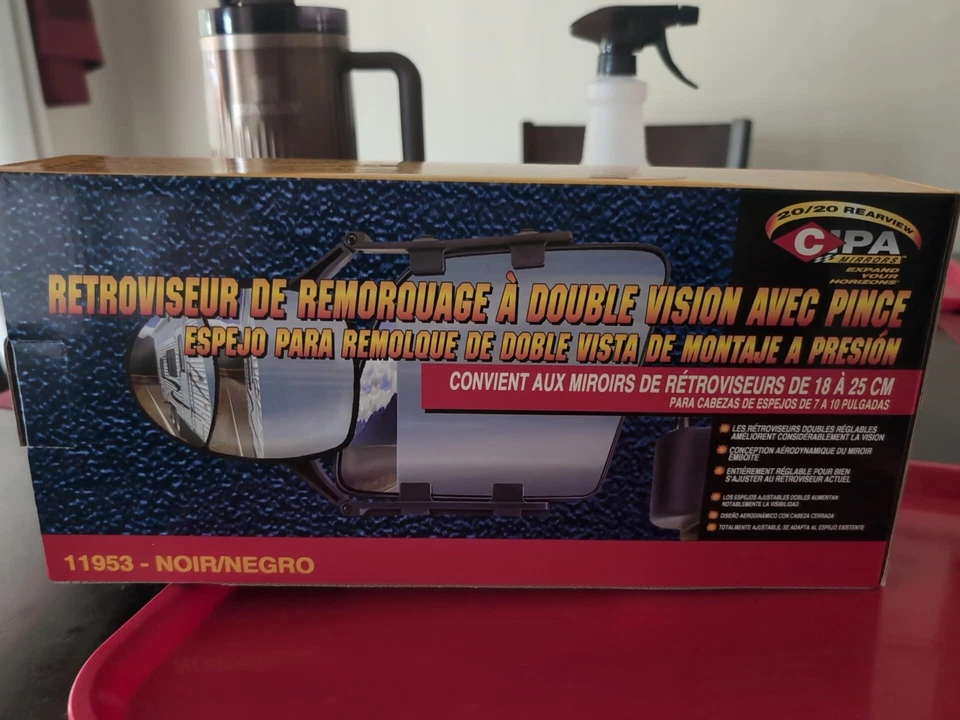 20/20 REARVIEW
CIPA
MIRRORS
EXPAND
YOUR
HORIZONS
RETROVISEUR DE REMORQUAGE À DOUBLE VISION AVEC PINCE
ESPEJO PARA REMOLQUE DE DOBLE VISTA DE MONTAJE A PRESIÓN
CONVIENT AUX MIROIRS DE RÉTROVISEURS DE 18 À 25 CM
PARA CABEZAS DE ESPEJOS DE 7 A 10 PULGADAS
LES RÉTROVISEURS DOUBLES RÉGLABLES
AMÉLIORENT CONSIDÉRABLEMENT LA VISION
CONCEPTION AÉRODYNAMIQUE DU MIROIR
EMBOÎTÉ
ENTIÈREMENT RÉGLABLE POUR BIEN
S'AJUSTER AU RÉTROVISEUR ACTUEL
LOS ESPEJOS AJUSTABLES DOBLES AUMENTAN
NOTABLEMENTE LA VISIBILIDAD
DISEÑO AERODINÁMICO CON CABEZA CERRADA
TOTALMENTE AJUSTABLE, SE ADAPTA AL ESPEJO EXISTENTE
11953 - NOIR/NEGRO